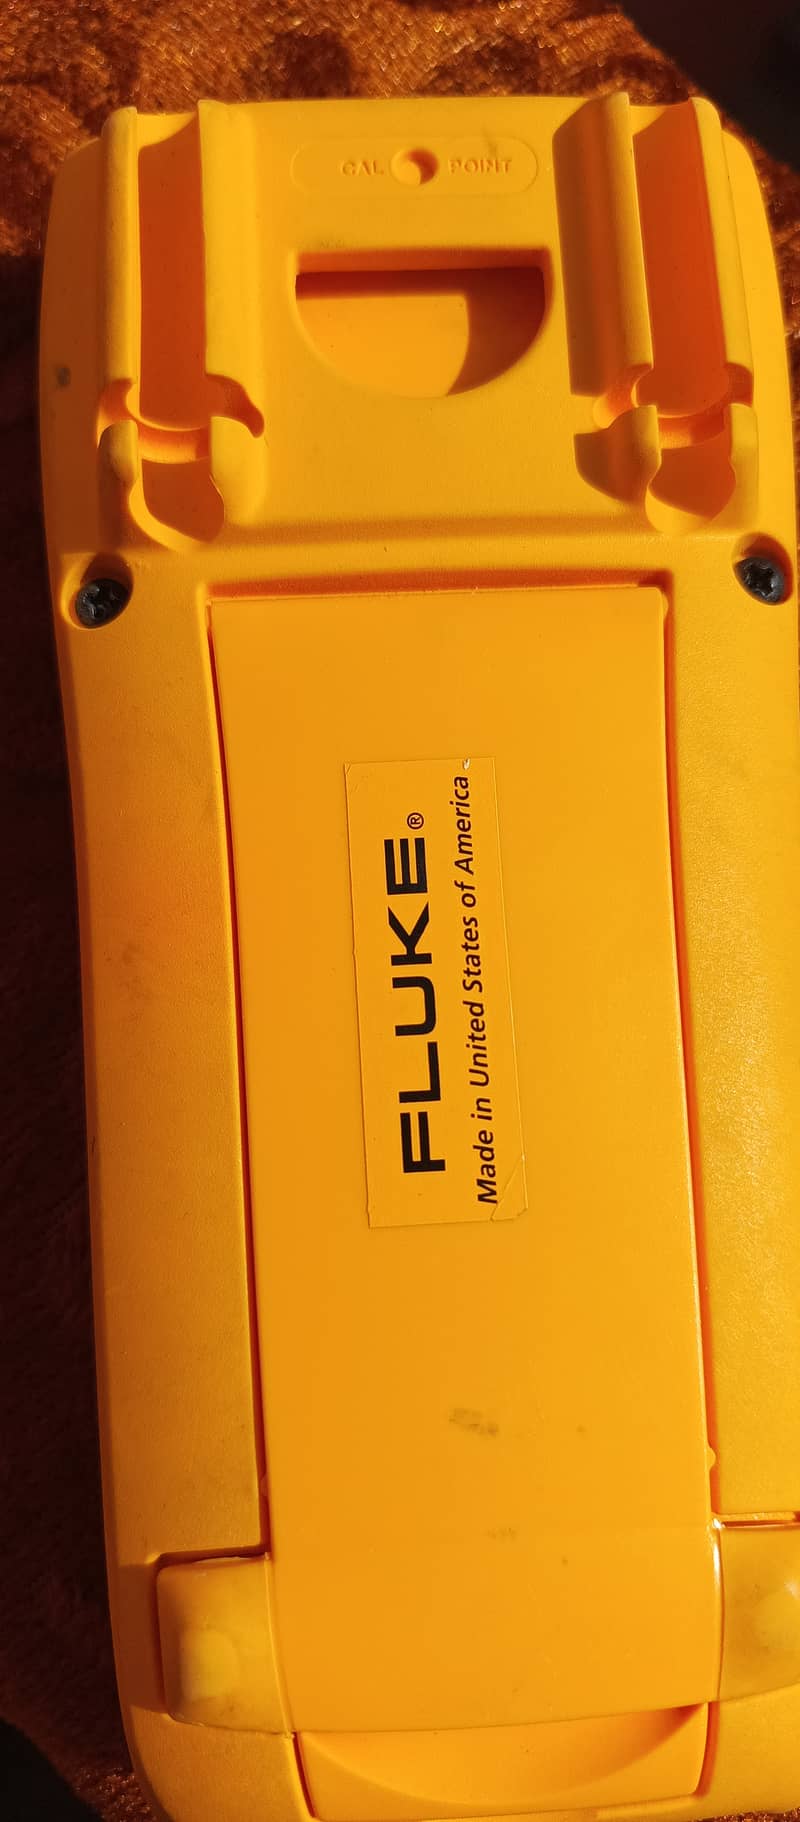 CAL POINT
FLUKE®
Made in United States of America